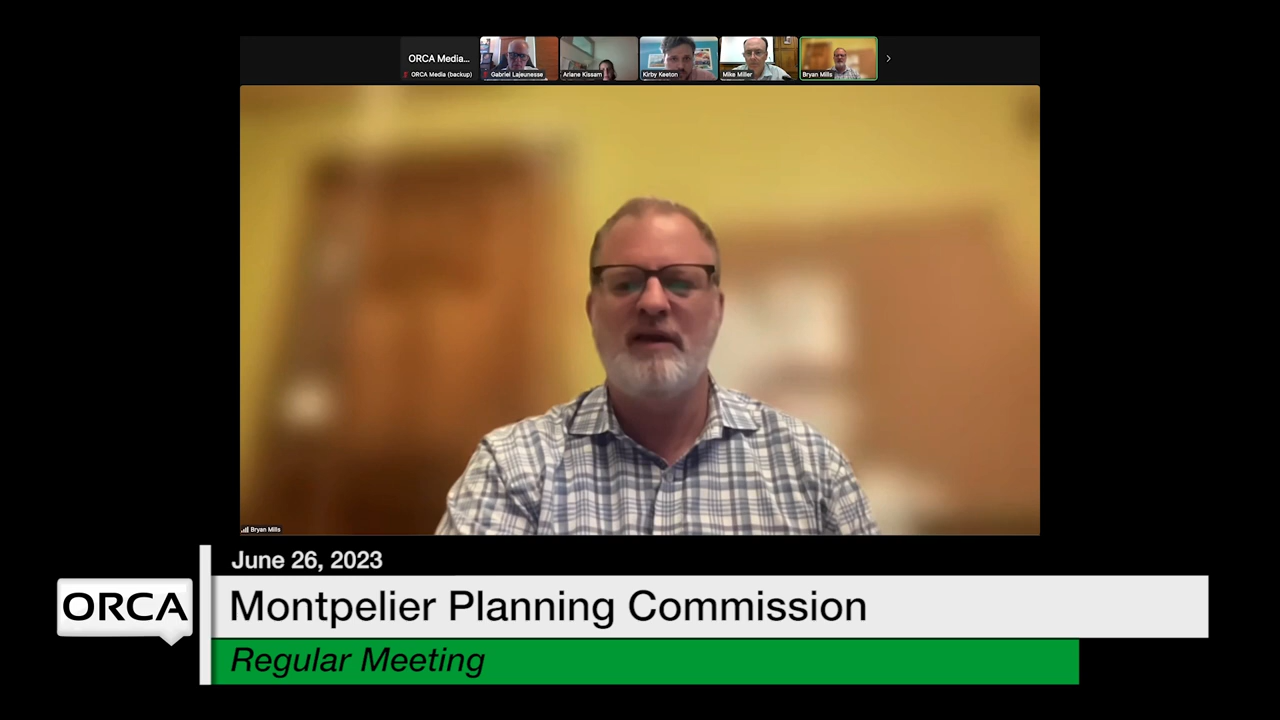 ORCA Media...
ORCA Media (backup)
Gabriel Lajeunesse
Ariane Kissam
Kirby Keeton
Mike Miller
Bryan Mills
Bryan Mills
June 26, 2023
ORCA
Montpelier Planning Commission
Regular Meeting